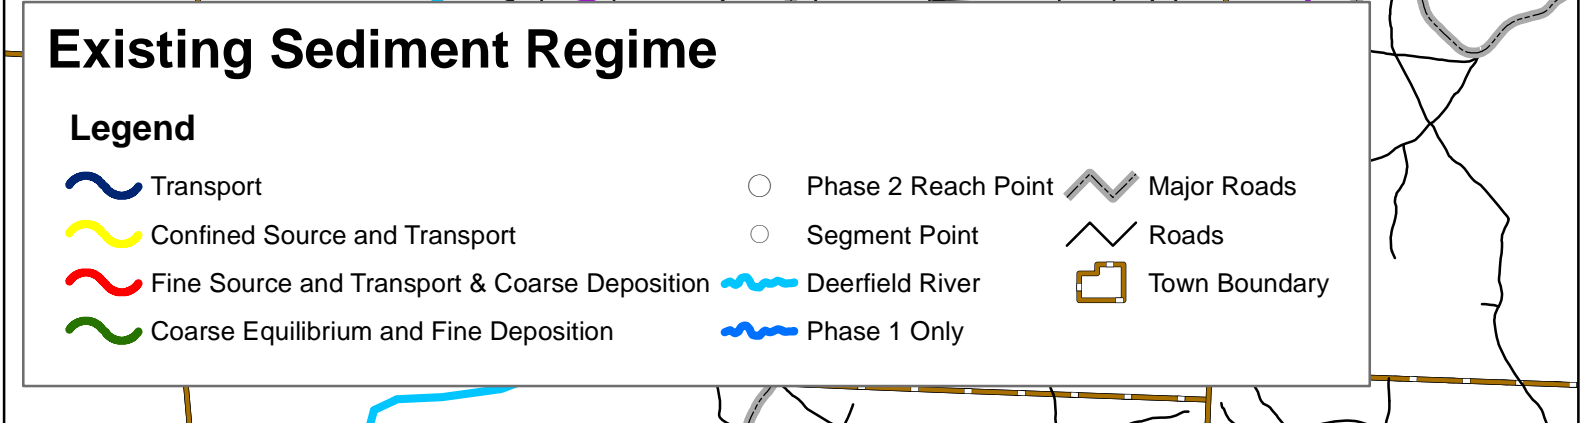 Existing Sediment Regime
Legend
Transport
Confined Source and Transport
Fine Source and Transport & Coarse Deposition
Coarse Equilibrium and Fine Deposition
Phase 2 Reach Point
Segment Point
Deerfield River
Phase 1 Only
Major Roads
Roads
Town Boundary